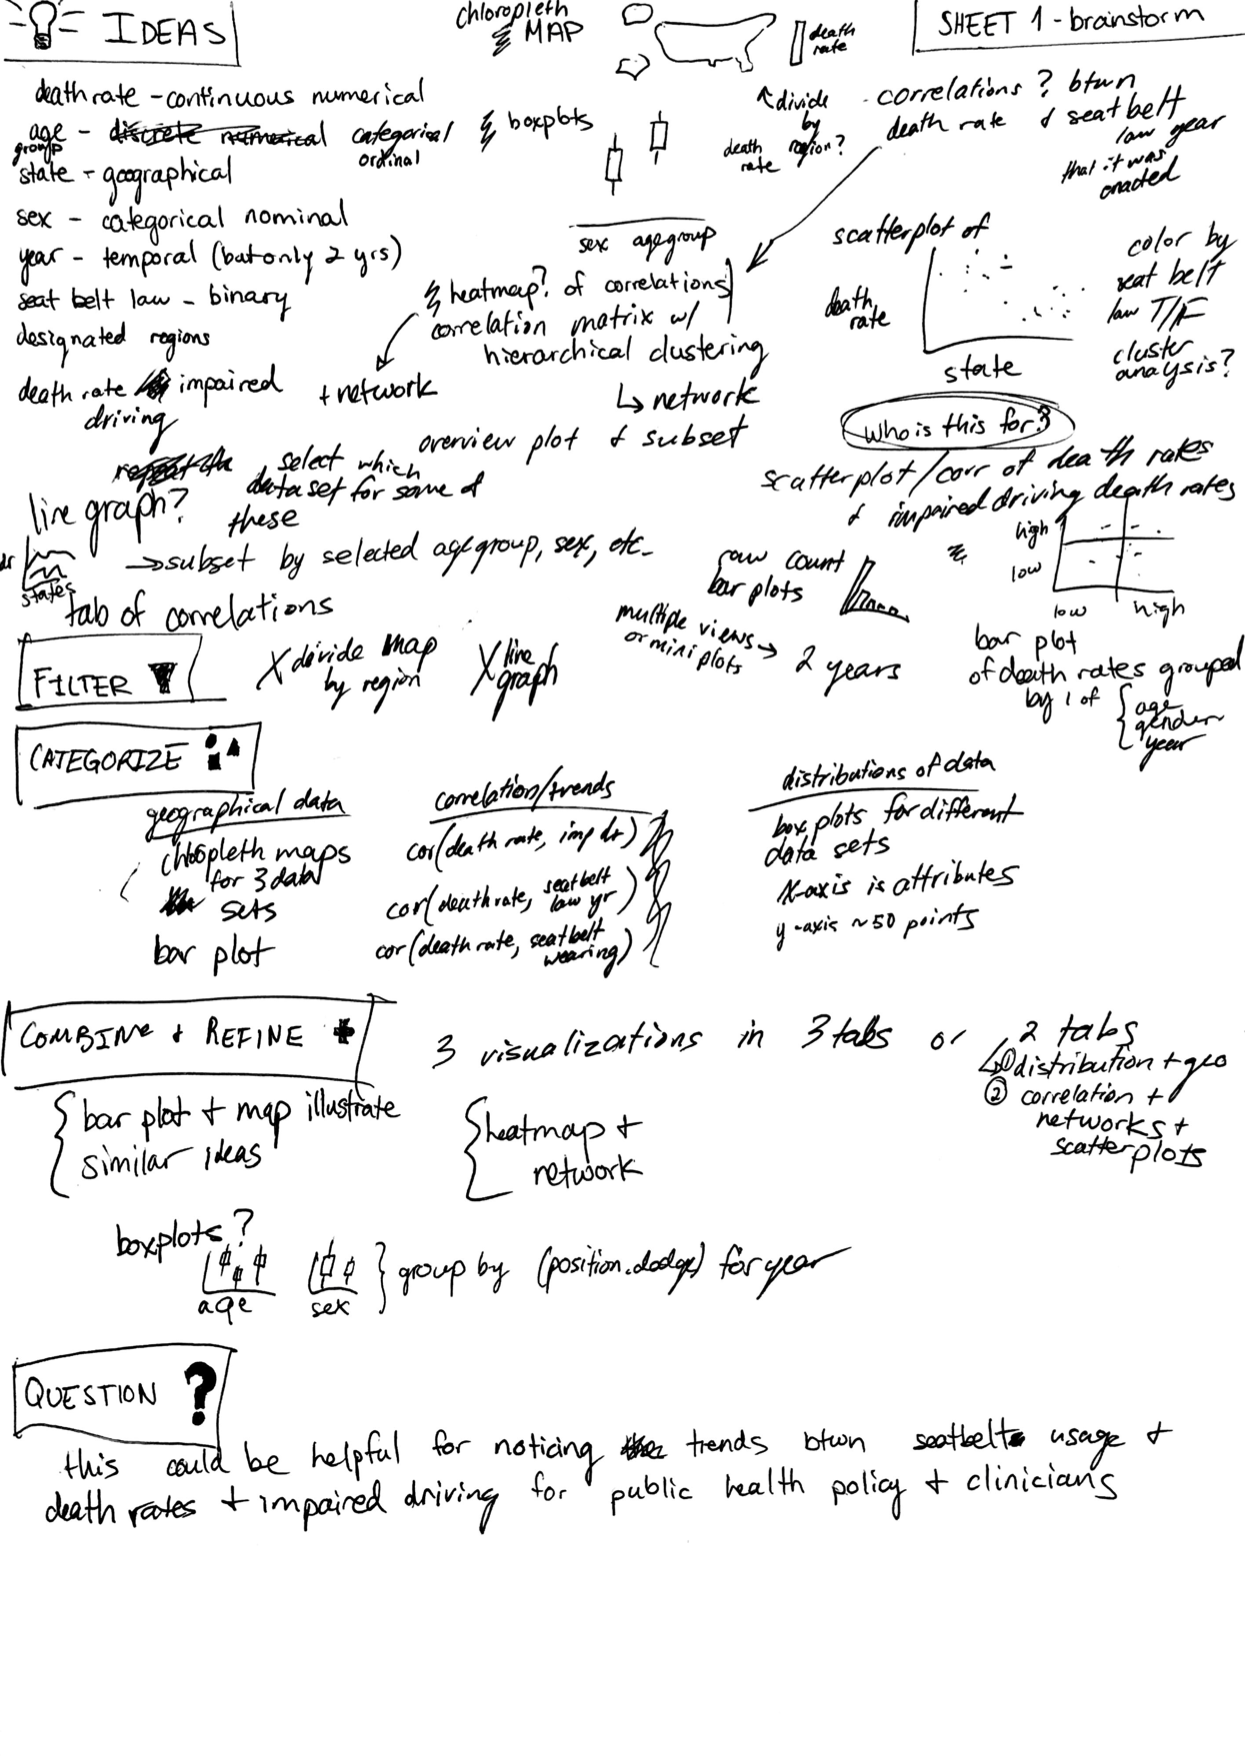 IDEAS
chloropleth
MAP
death
rate
SHEET 1 - brainstorm
death rate - continuous numerical
age - discrete numerical categorical
group
ordinal
state - geographical
sex - categorical nominal
year - temporal (but only 2 yrs)
seat belt law - binary
designated regions
death rate impaired
driving
boxplots
sex age group
↑ divide
by
region?
death
rate
correlations ? btwn
death rate & seat belt
law year
that it was
enacted
heatmap? of correlations
correlation matrix w/
hierarchical clustering
+ network
↳ network
overview plot & subset
scatterplot of
death
rate
state
color by
seat belt
law T/F
cluster
analysis?
Who is this for?
scatterplot/corr of death rates
& impaired driving death rates
high
low
low high
select which
data set for some of
these
line graph?
dr
states
→ subset by selected age group, sex, etc.
tab of correlations
raw count
bar plots
multiple views →
or mini plots
2 years
bar plot
of death rates grouped
by 1 of { age
gender
year
FILTER
X divide map
by region
X line
graph
CATEGORIZE
geographical data
chloropleth maps
for 3 data
sets
bar plot
correlation/trends
cor(death rate, imp dr)
cor(death rate, seatbelt
law yr)
cor(death rate, seatbelt
wearing)
distributions of data
box plots for different
data sets
X-axis is attributes
y-axis ~50 points
COMBINE + REFINE +
3 visualizations in 3 tabs or 2 tabs
↳ ① distribution + geo
② correlation +
networks +
scatterplots
{ bar plot + map illustrate
similar ideas
{ heatmap +
network
boxplots?
age
sex
} group by (position.dodge) for year
QUESTION ?
this could be helpful for noticing trends btwn seatbelt usage +
death rates + impaired driving for public health policy + clinicians